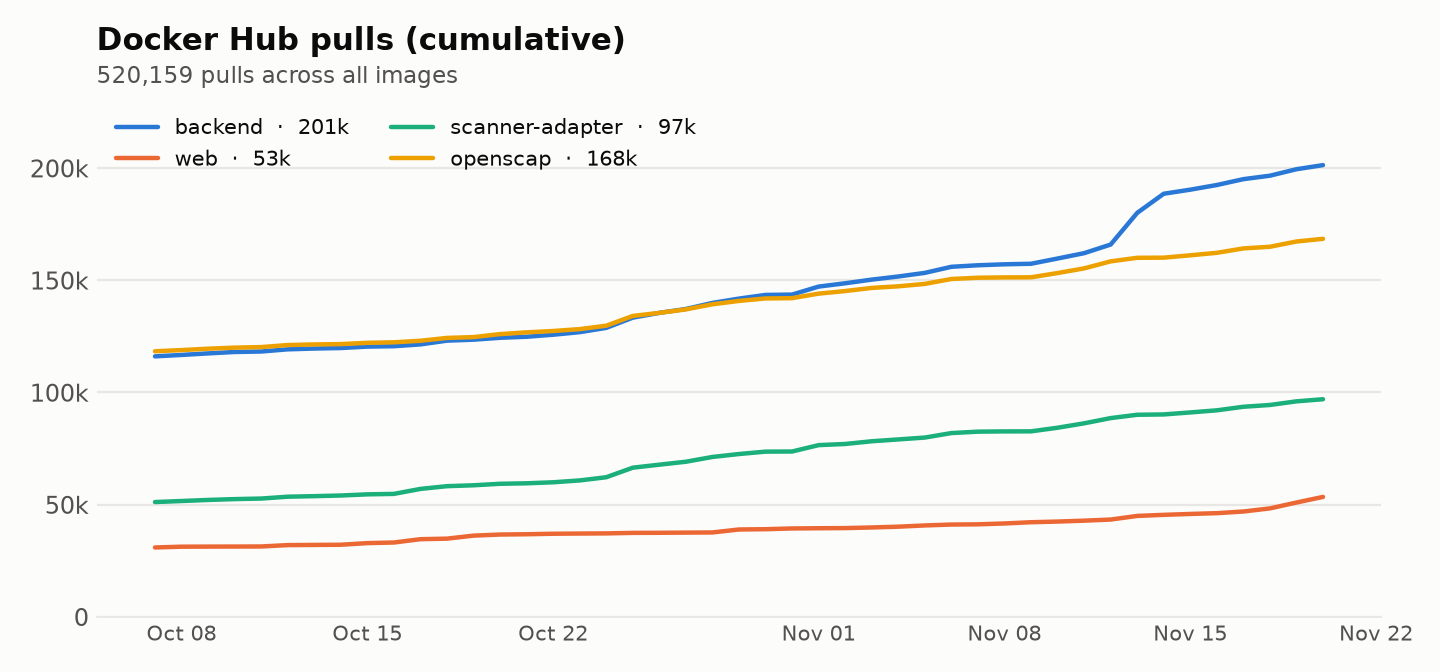 Docker Hub pulls (cumulative)
520,159 pulls across all images
backend · 201k
scanner-adapter · 97k
web · 53k
openscap · 168k
200k
150k
100k
50k
0
Oct 08
Oct 15
Oct 22
Nov 01
Nov 08
Nov 15
Nov 22